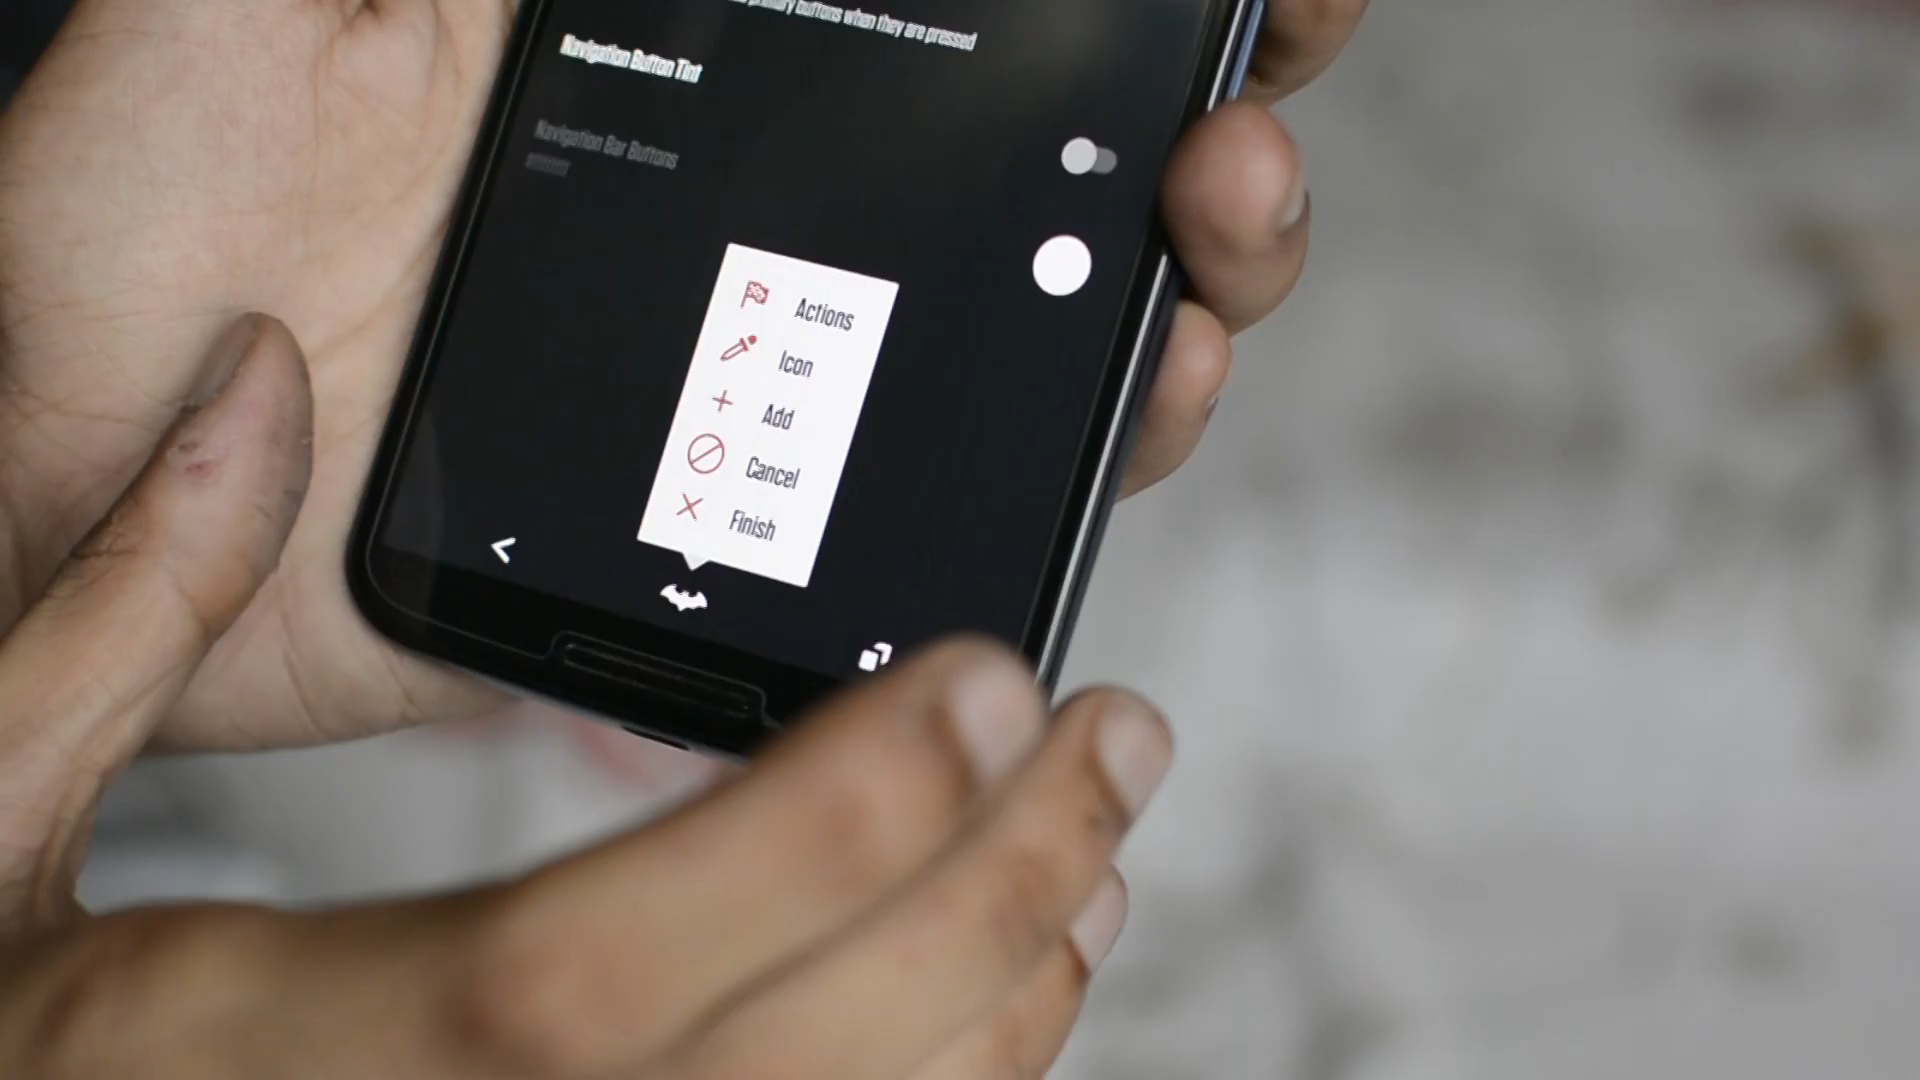 primary buttons when they are pressed
Navigation Button Tint
Navigation Bar Buttons
Actions
Icon
Add
Cancel
Finish